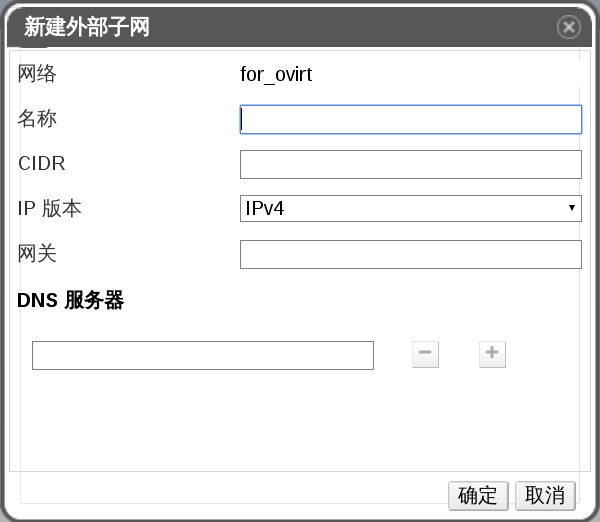 新建外部子网
网络 for_ovirt
名称
CIDR
IP 版本 IPv4
网关
DNS 服务器
确定 取消